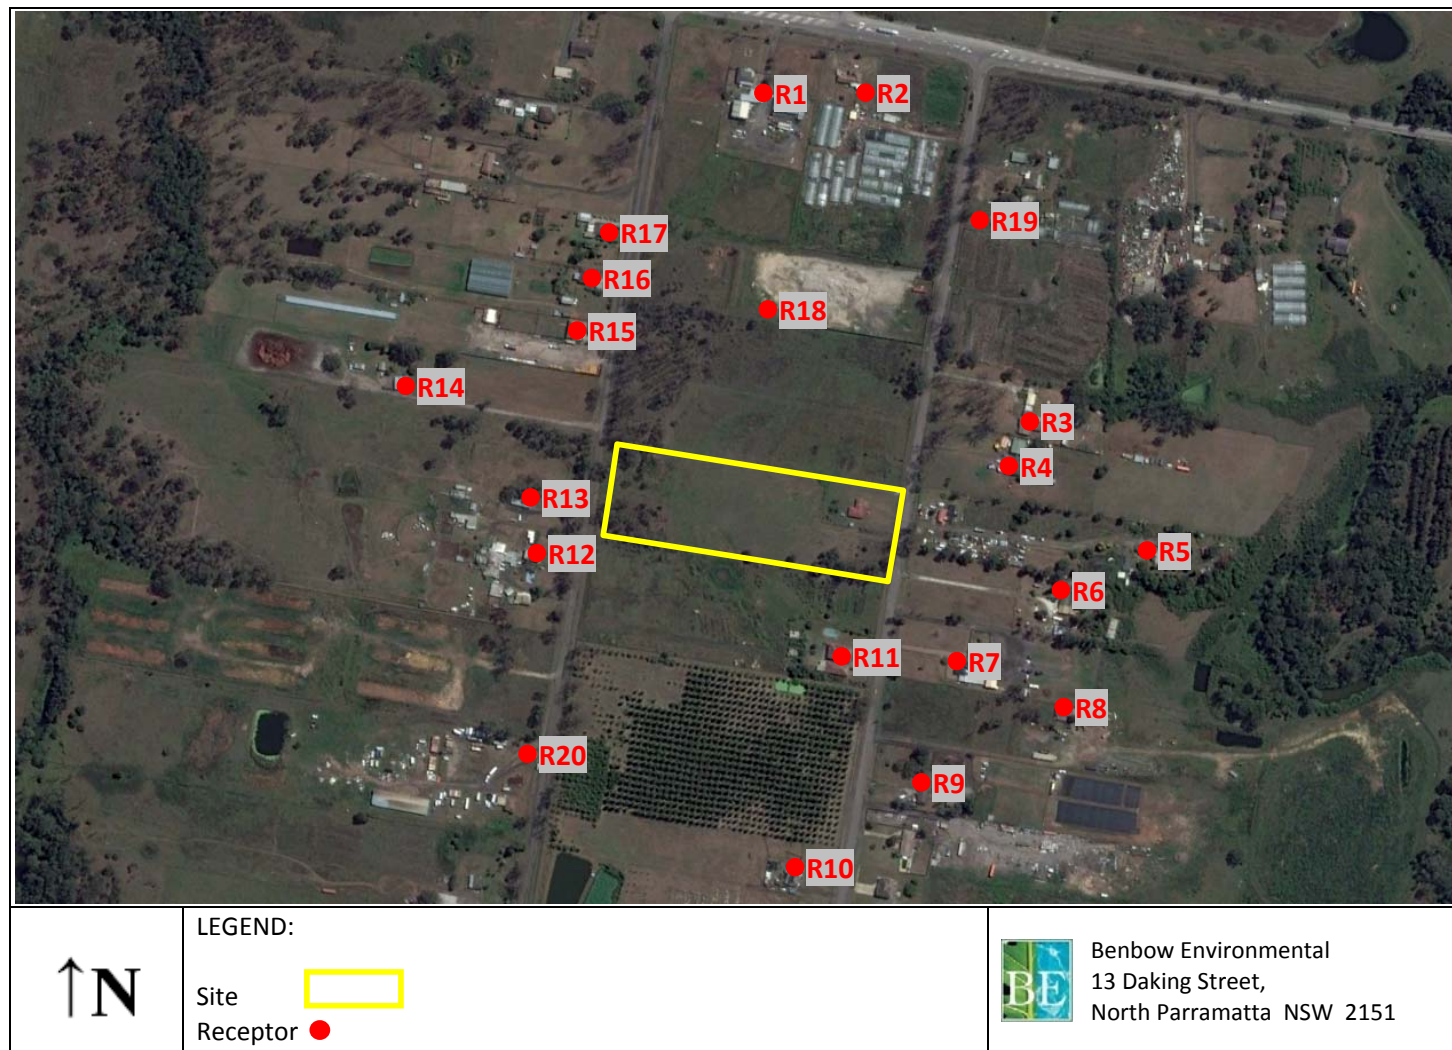 R1
R2
R19
R17
R16
R18
R15
R14
R3
R4
R13
R12
R5
R6
R11
R7
R8
R20
R9
R10
↑N
LEGEND:
Site
Receptor
BE
Benbow Environmental
13 Daking Street,
North Parramatta NSW 2151